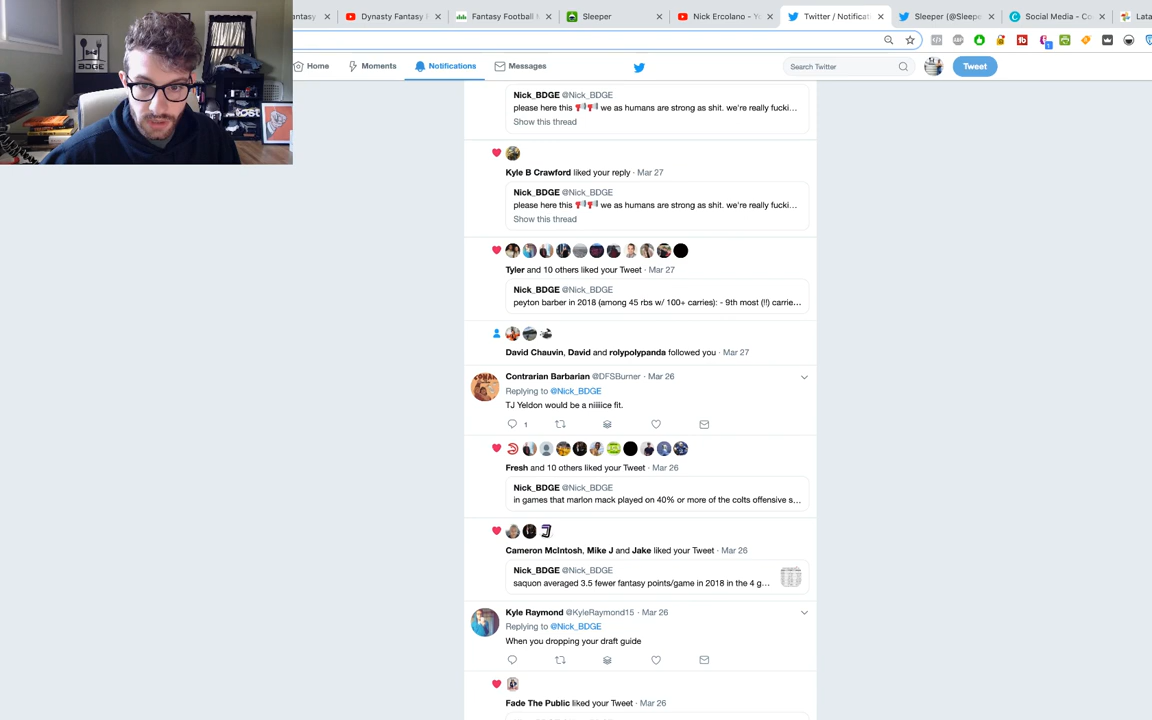 antasy
Dynasty Fantasy
Fantasy Football
Sleeper
Nick Ercolano - Yo
Twitter / Notificat
Sleeper (@Sleepe
Social Media - Co
Lata
Home
Moments
Notifications
Messages
Search Twitter
Tweet
BDGE
Nick_BDGE @Nick_BDGE
please here this we as humans are strong as shit. we're really fucki...
Show this thread
Kyle B Crawford liked your reply · Mar 27
Nick_BDGE @Nick_BDGE
please here this we as humans are strong as shit. we're really fucki...
Show this thread
Tyler and 10 others liked your Tweet · Mar 27
Nick_BDGE @Nick_BDGE
peyton barber in 2018 (among 45 rbs w/ 100+ carries): - 9th most (!!) carrie...
David Chauvin, David and rolypolypanda followed you · Mar 27
Contrarian Barbarian @DFSBurner · Mar 26
Replying to @Nick_BDGE
TJ Yeldon would be a niiiiice fit.
1
Fresh and 10 others liked your Tweet · Mar 26
Nick_BDGE @Nick_BDGE
in games that marlon mack played on 40% or more of the colts offensive s...
Cameron McIntosh, Mike J and Jake liked your Tweet · Mar 26
Nick_BDGE @Nick_BDGE
saquon averaged 3.5 fewer fantasy points/game in 2018 in the 4 g...
Kyle Raymond @KyleRaymond15 · Mar 26
Replying to @Nick_BDGE
When you dropping your draft guide
Fade The Public liked your Tweet · Mar 26